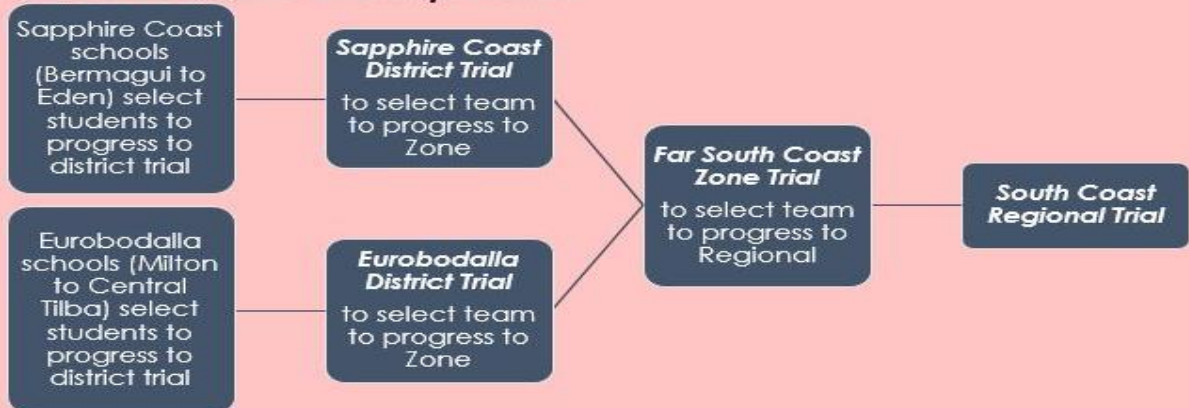 Sapphire Coast
schools
(Bermagui to
Eden) select
students to
progress to
district trial
Sapphire Coast
District Trial
to select team
to progress to
Zone
Eurobodalla
schools (Milton
to Central
Tilba) select
students to
progress to
district trial
Eurobodalla
District Trial
to select team
to progress to
Zone
Far South Coast
Zone Trial
to select team
to progress to
Regional
South Coast
Regional Trial